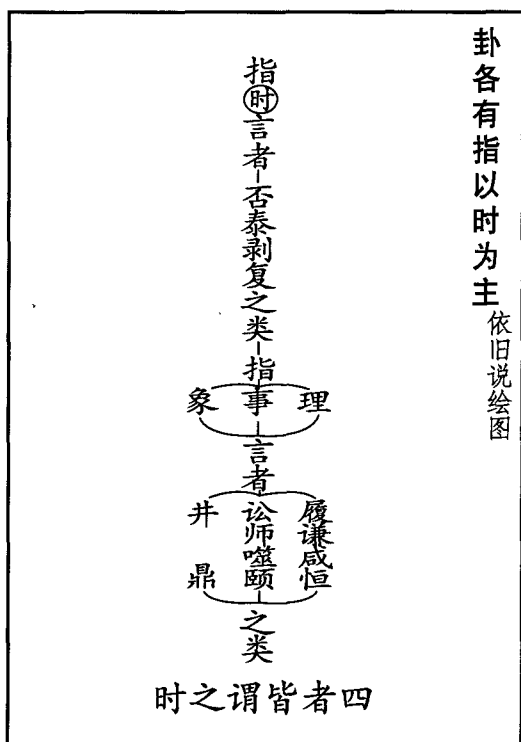 卦各有指以时为主
依旧说绘图
指时言者
否泰剥复之类
指
理
事
象
言者
履谦咸恒
讼师噬颐
井鼎
之类
四者皆谓之时